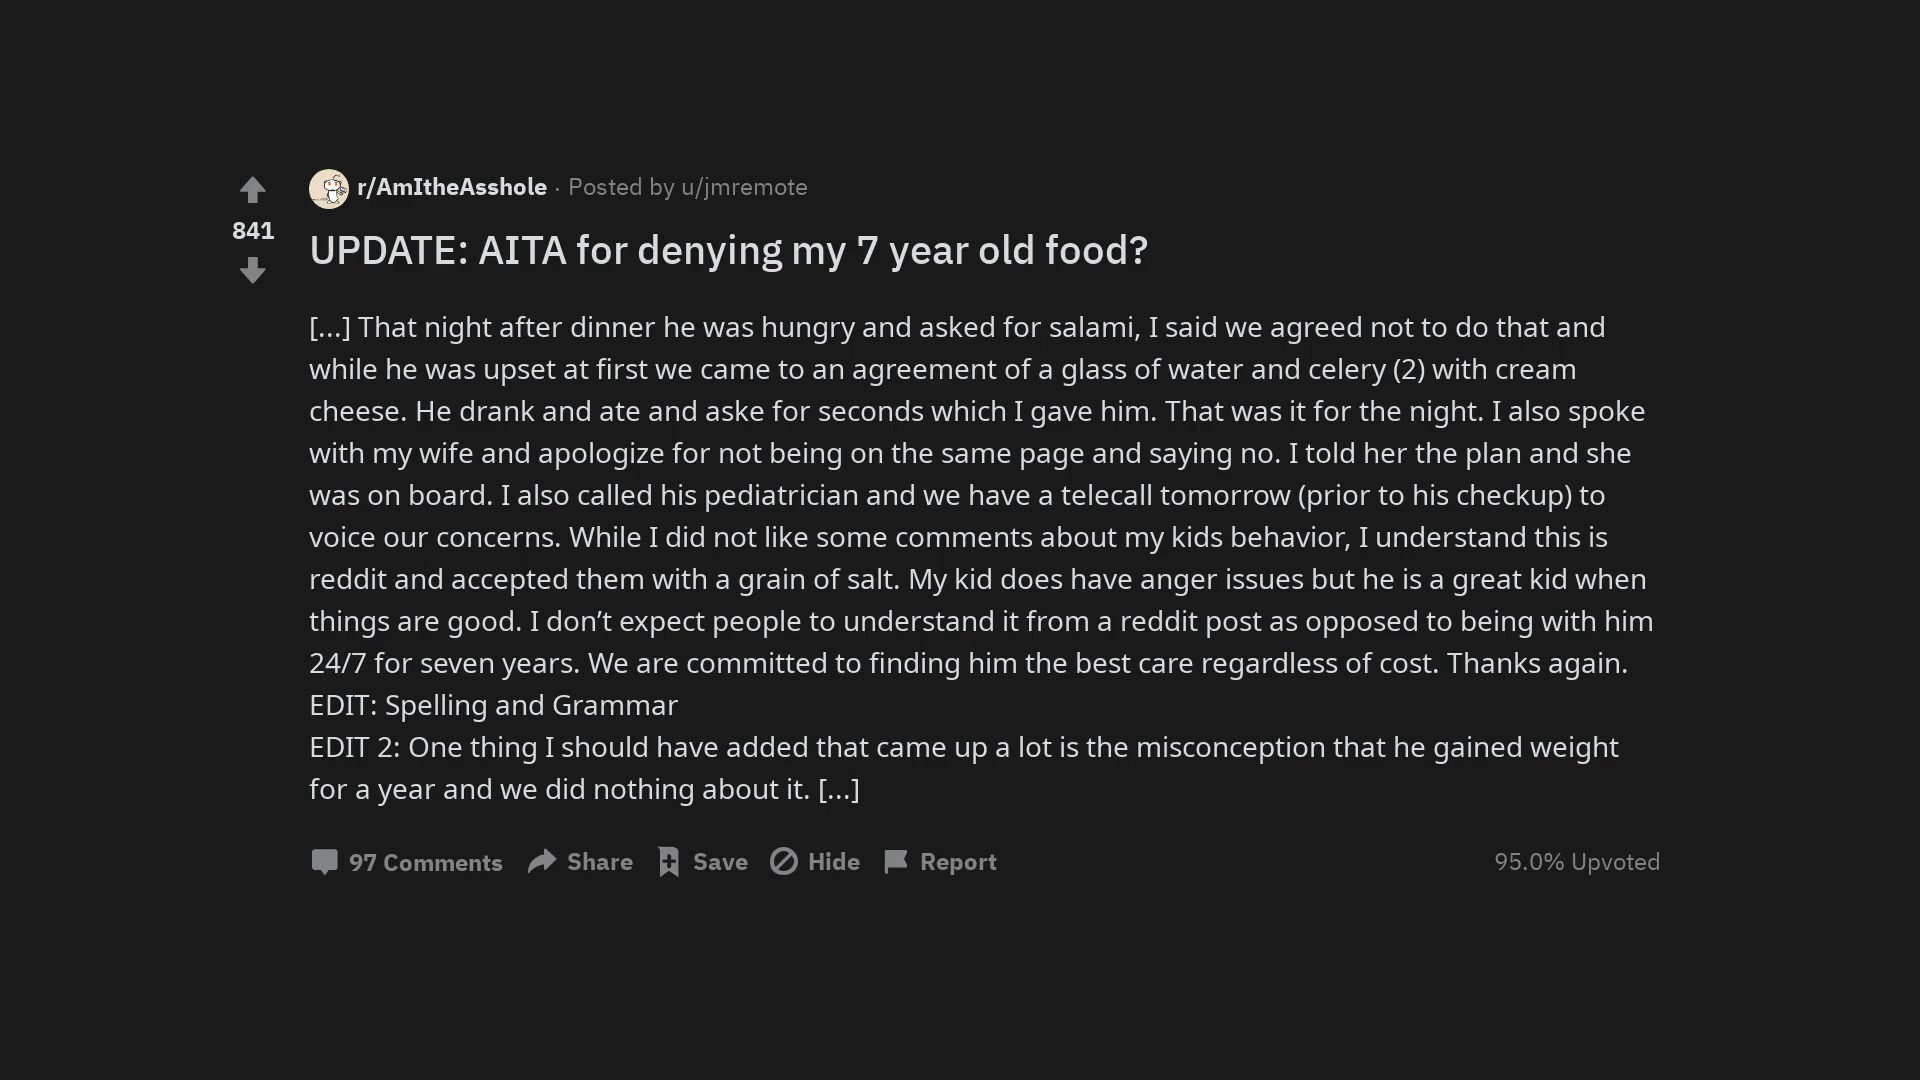 r/AmItheAsshole · Posted by u/jmremote
841
UPDATE: AITA for denying my 7 year old food?
[...] That night after dinner he was hungry and asked for salami, I said we agreed not to do that and
while he was upset at first we came to an agreement of a glass of water and celery (2) with cream
cheese. He drank and ate and aske for seconds which I gave him. That was it for the night. I also spoke
with my wife and apologize for not being on the same page and saying no. I told her the plan and she
was on board. I also called his pediatrician and we have a telecall tomorrow (prior to his checkup) to
voice our concerns. While I did not like some comments about my kids behavior, I understand this is
reddit and accepted them with a grain of salt. My kid does have anger issues but he is a great kid when
things are good. I don’t expect people to understand it from a reddit post as opposed to being with him
24/7 for seven years. We are committed to finding him the best care regardless of cost. Thanks again.
EDIT: Spelling and Grammar
EDIT 2: One thing I should have added that came up a lot is the misconception that he gained weight
for a year and we did nothing about it. [...]
97 Comments Share Save Hide Report 95.0% Upvoted